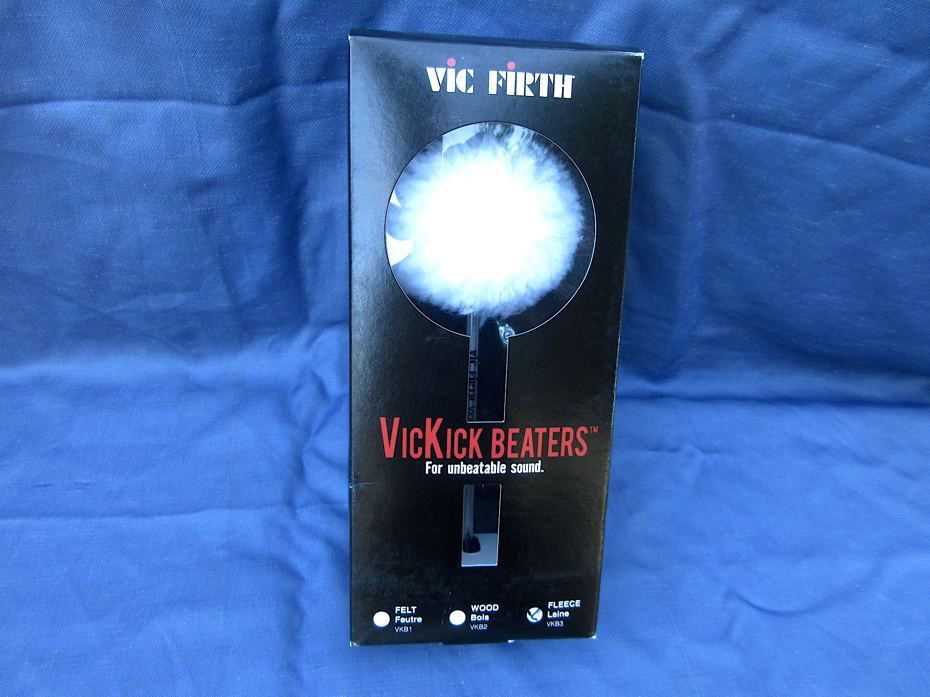 VIC FIRTH
VICKICK BEATERS™
For unbeatable sound.
FELT
Feutre
VKB1
WOOD
Bois
VKB2
FLEECE
Laine
VKB3